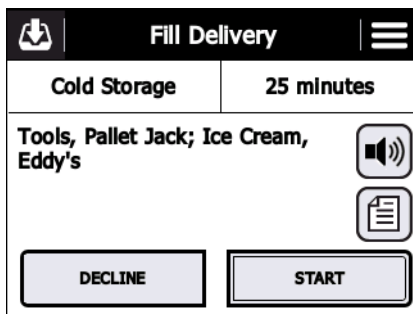 Fill Delivery
Cold Storage
25 minutes
Tools, Pallet Jack; Ice Cream,
Eddy's
DECLINE
START